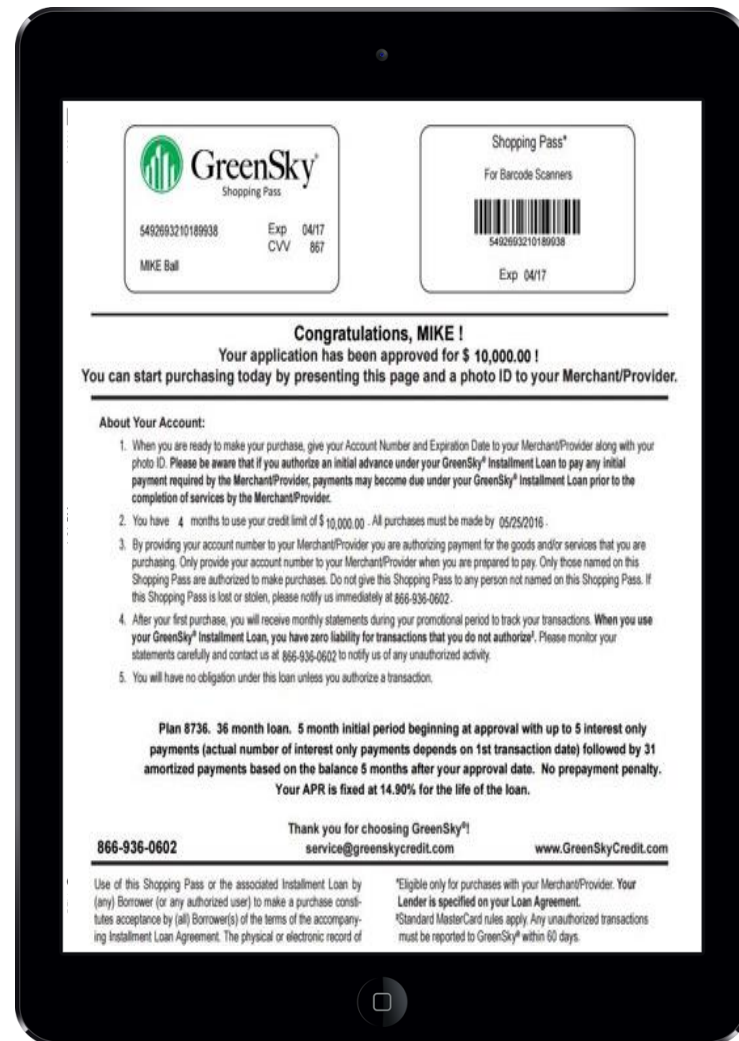 GreenSky®
Shopping Pass
5492693210189938 Exp 04/17
CVV 867
MIKE Ball
Shopping Pass*
For Barcode Scanners
5492693210189938
Exp 04/17
Congratulations, MIKE !
Your application has been approved for $ 10,000.00 !
You can start purchasing today by presenting this page and a photo ID to your Merchant/Provider.
About Your Account:
1. When you are ready to make your purchase, give your Account Number and Expiration Date to your Merchant/Provider along with your
photo ID. Please be aware that if you authorize an initial advance under your GreenSky® Installment Loan to pay any initial
payment required by the Merchant/Provider, payments may become due under your GreenSky® Installment Loan prior to the
completion of services by the Merchant/Provider.
2. You have 4 months to use your credit limit of $ 10,000.00 . All purchases must be made by 05/25/2016 .
3. By providing your account number to your Merchant/Provider you are authorizing payment for the goods and/or services that you are
purchasing. Only provide your account number to your Merchant/Provider when you are prepared to pay. Only those named on this
Shopping Pass are authorized to make purchases. Do not give this Shopping Pass to any person not named on this Shopping Pass. If
this Shopping Pass is lost or stolen, please notify us immediately at 866-936-0602 .
4. After your first purchase, you will receive monthly statements during your promotional period to track your transactions. When you use
your GreenSky® Installment Loan, you have zero liability for transactions that you do not authorize‡. Please monitor your
statements carefully and contact us at 866-936-0602 to notify us of any unauthorized activity.
5. You will have no obligation under this loan unless you authorize a transaction.
Plan 8736. 36 month loan. 5 month initial period beginning at approval with up to 5 interest only
payments (actual number of interest only payments depends on 1st transaction date) followed by 31
amortized payments based on the balance 5 months after your approval date. No prepayment penalty.
Your APR is fixed at 14.90% for the life of the loan.
Thank you for choosing GreenSky®!
866-936-0602 service@greenskycredit.com www.GreenSkyCredit.com
Use of this Shopping Pass or the associated Installment Loan by
(any) Borrower (or any authorized user) to make a purchase consti-
tutes acceptance by (all) Borrower(s) of the terms of the accompany-
ing Installment Loan Agreement. The physical or electronic record of
*Eligible only for purchases with your Merchant/Provider. Your
Lender is specified on your Loan Agreement.
‡Standard MasterCard rules apply. Any unauthorized transactions
must be reported to GreenSky® within 60 days.